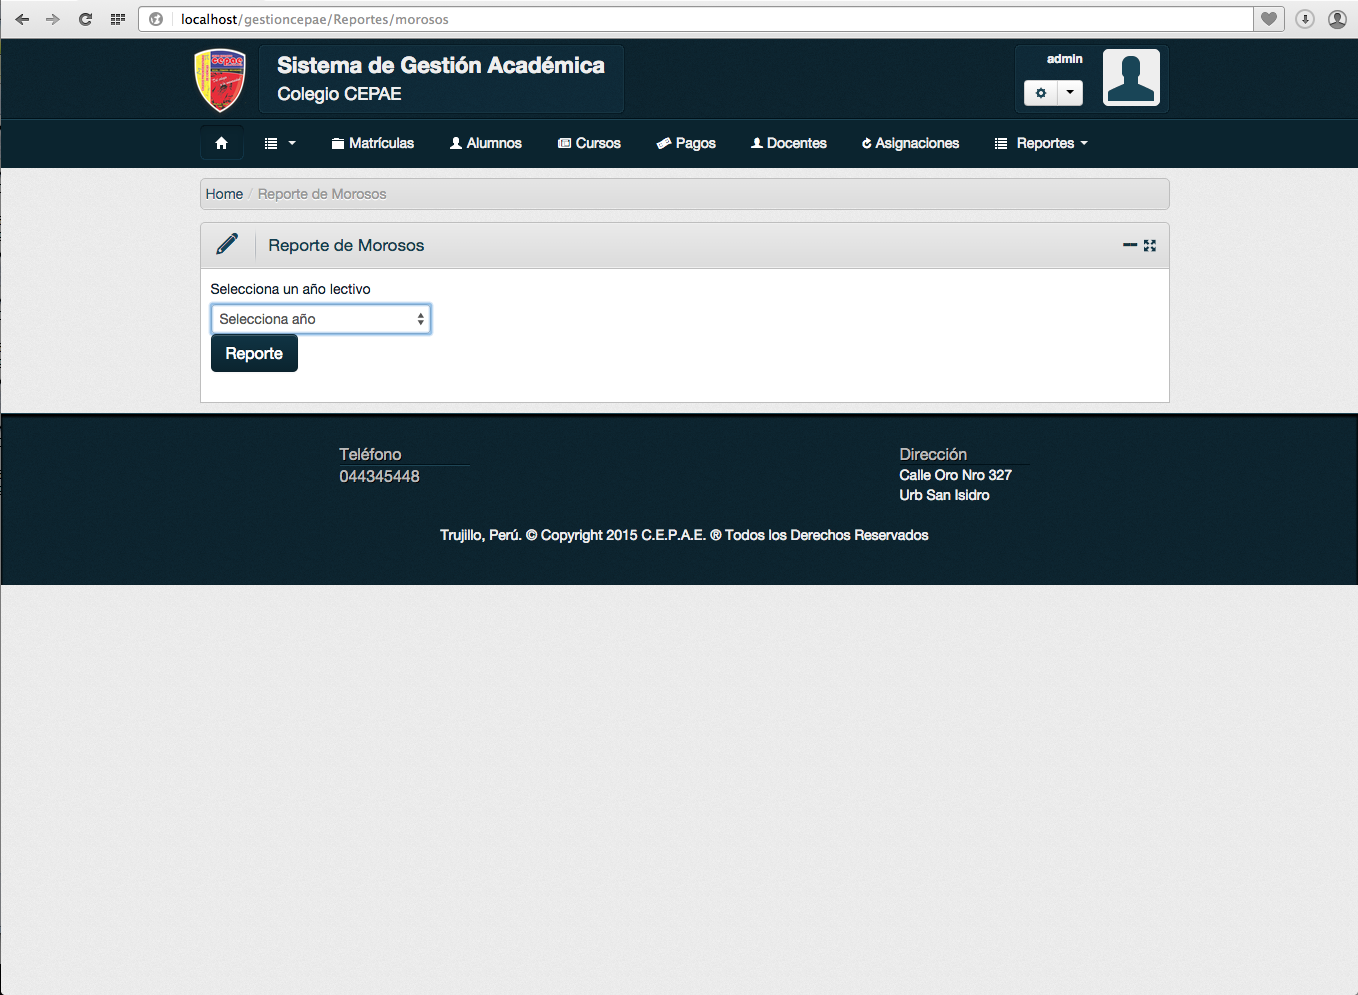 localhost/gestioncepae/Reportes/morosos
cepae
Sistema de Gestión Académica
Colegio CEPAE
admin
Matrículas Alumnos Cursos Pagos Docentes Asignaciones Reportes
Home / Reporte de Morosos
Reporte de Morosos
Selecciona un año lectivo
Selecciona año
Reporte
Teléfono
044345448
Dirección
Calle Oro Nro 327
Urb San Isidro
Trujillo, Perú. © Copyright 2015 C.E.P.A.E. ® Todos los Derechos Reservados